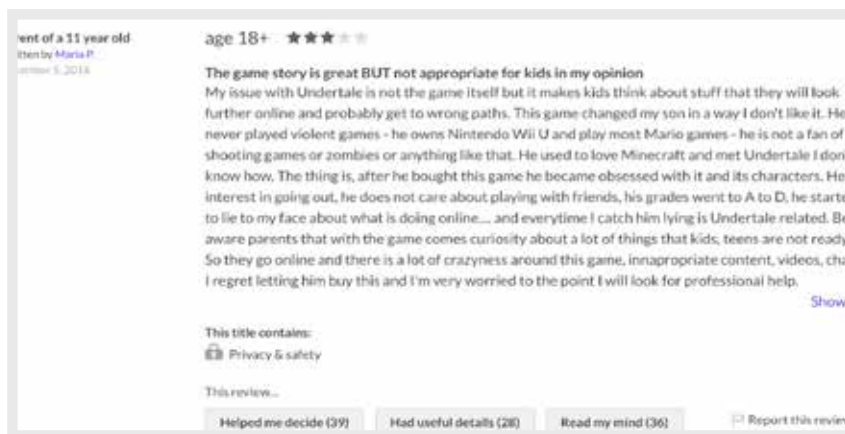 rent of a 11 year old
tten by Maria P.
ember 5, 2016
age 18+
The game story is great BUT not appropriate for kids in my opinion
My issue with Undertale is not the game itself but it makes kids think about stuff that they will look
further online and probably get to wrong paths. This game changed my son in a way I don't like it. He
never played violent games - he owns Nintendo Wii U and play most Mario games - he is not a fan of
shooting games or zombies or anything like that. He used to love Minecraft and met Undertale I don
know how. The thing is, after he bought this game he became obsessed with it and its characters. He
interest in going out, he does not care about playing with friends, his grades went to A to D, he starte
to lie to my face about what is doing online.... and everytime I catch him lying is Undertale related. Be
aware parents that with the game comes curiosity about a lot of things that kids, teens are not ready
So they go online and there is a lot of crazyness around this game, innapropriate content, videos, cha
I regret letting him buy this and I'm very worried to the point I will look for professional help.
Show
This title contains:
Privacy & safety
This review...
Helped me decide (39)
Had useful details (28)
Read my mind (36)
Report this review